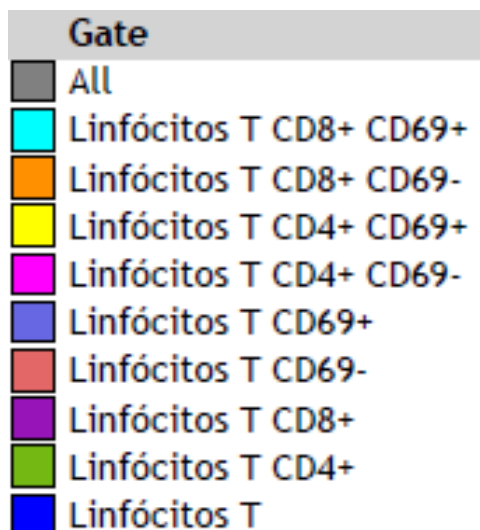 Gate
All
Linfócitos T CD8+ CD69+
Linfócitos T CD8+ CD69-
Linfócitos T CD4+ CD69+
Linfócitos T CD4+ CD69-
Linfócitos T CD69+
Linfócitos T CD69-
Linfócitos T CD8+
Linfócitos T CD4+
Linfócitos T